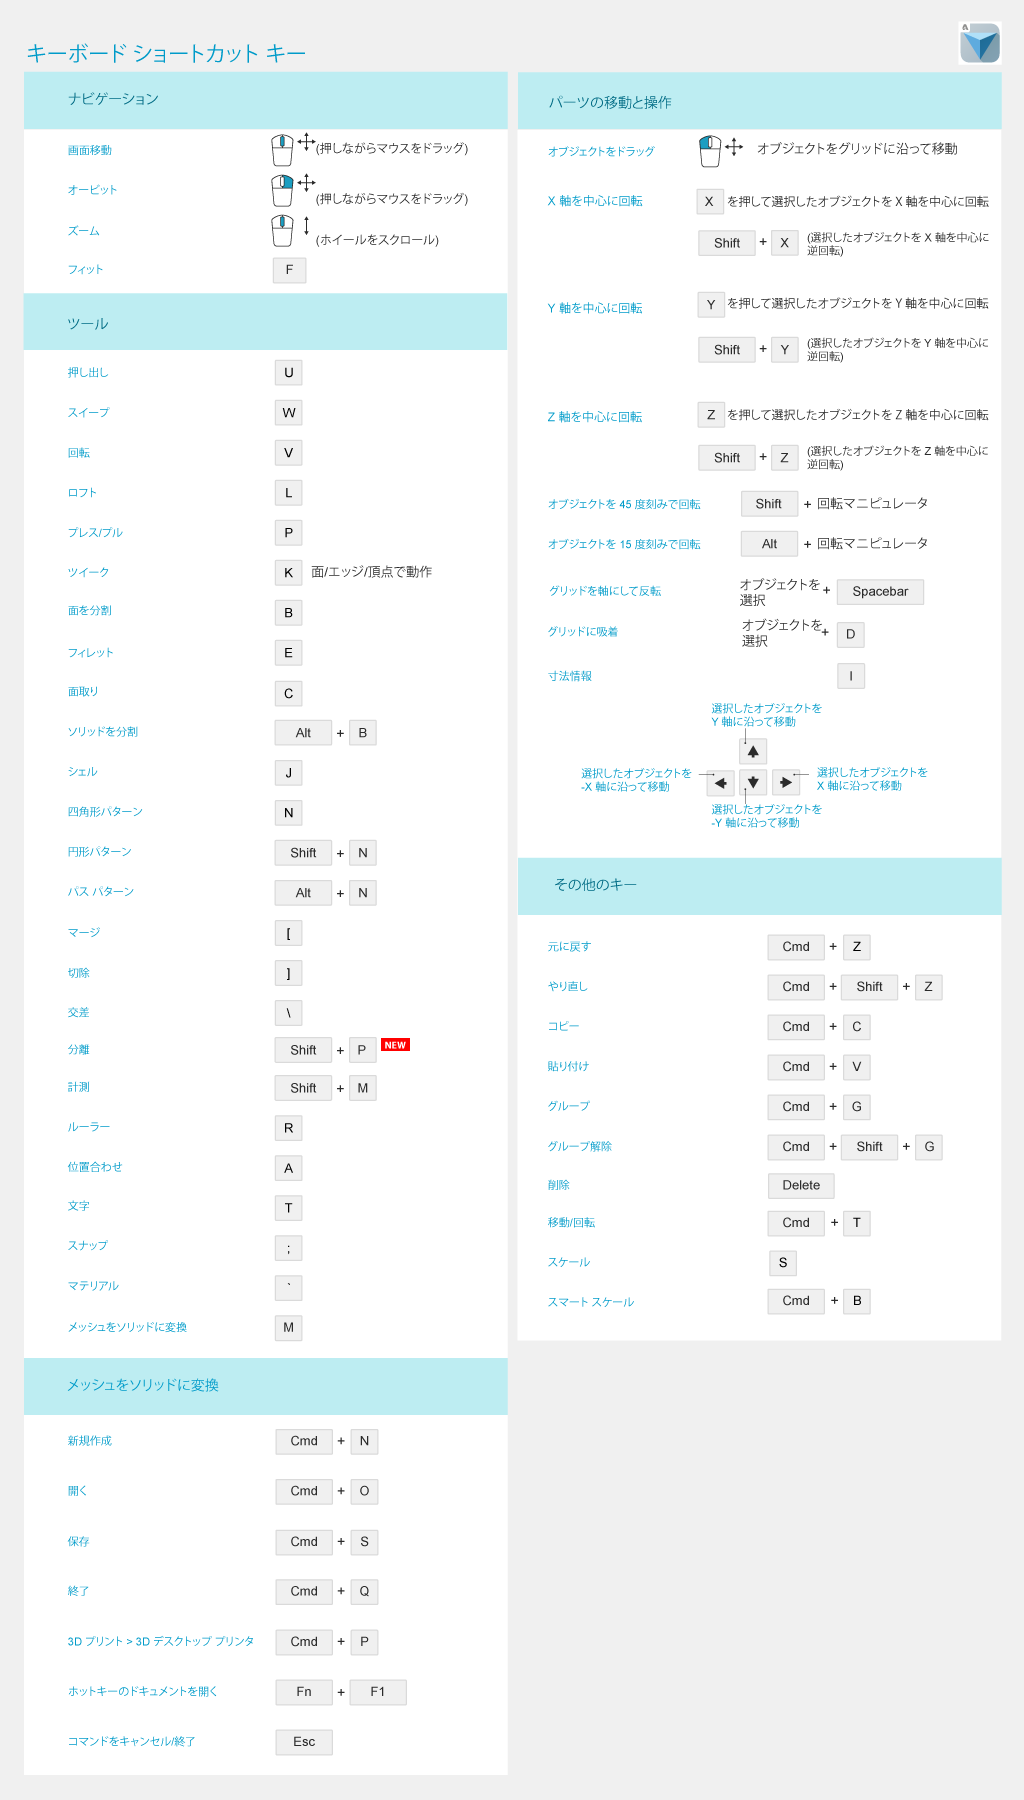 キーボード ショートカット キー
ナビゲーション
画面移動 (押しながらマウスをドラッグ)
オービット (押しながらマウスをドラッグ)
ズーム (ホイールをスクロール)
フィット F
ツール
押し出し U
スイープ W
回転 V
ロフト L
プレス/プル P
ツイーク K 面/エッジ/頂点で動作
面を分割 B
フィレット E
面取り C
ソリッドを分割 Alt + B
シェル J
四角形パターン N
円形パターン Shift + N
パス パターン Alt + N
マージ [
切除 ]
交差 \
分離 Shift + P NEW
計測 Shift + M
ルーラー R
位置合わせ A
文字 T
スナップ ;
マテリアル `
メッシュをソリッドに変換 M
メッシュをソリッドに変換
新規作成 Cmd + N
開く Cmd + O
保存 Cmd + S
終了 Cmd + Q
3D プリント > 3D デスクトップ プリンタ Cmd + P
ホットキーのドキュメントを開く Fn + F1
コマンドをキャンセル/終了 Esc
パーツの移動と操作
オブジェクトをドラッグ オブジェクトをグリッドに沿って移動
X 軸を中心に回転 X を押して選択したオブジェクトを X 軸を中心に回転
Shift + X (選択したオブジェクトを X 軸を中心に
逆回転)
Y 軸を中心に回転 Y を押して選択したオブジェクトを Y 軸を中心に回転
Shift + Y (選択したオブジェクトを Y 軸を中心に
逆回転)
Z 軸を中心に回転 Z を押して選択したオブジェクトを Z 軸を中心に回転
Shift + Z (選択したオブジェクトを Z 軸を中心に
逆回転)
オブジェクトを 45 度刻みで回転 Shift + 回転マニピュレータ
オブジェクトを 15 度刻みで回転 Alt + 回転マニピュレータ
グリッドを軸にして反転 オブジェクトを
選択 + Spacebar
グリッドに吸着 オブジェクトを
選択 + D
寸法情報 I
選択したオブジェクトを
Y 軸に沿って移動
選択したオブジェクトを
-X 軸に沿って移動
選択したオブジェクトを
X 軸に沿って移動
選択したオブジェクトを
-Y 軸に沿って移動
その他のキー
元に戻す Cmd + Z
やり直し Cmd + Shift + Z
コピー Cmd + C
貼り付け Cmd + V
グループ Cmd + G
グループ解除 Cmd + Shift + G
削除 Delete
移動/回転 Cmd + T
スケール S
スマート スケール Cmd + B